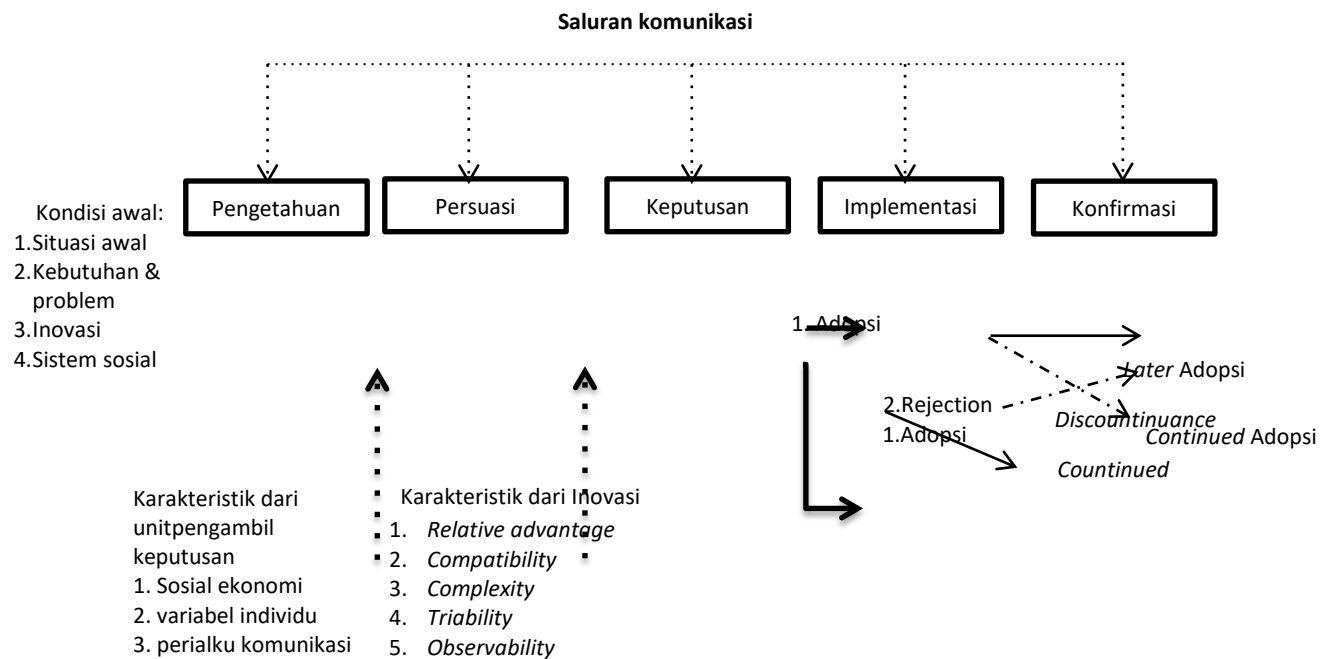 Saluran komunikasi
Pengetahuan
Persuasi
Keputusan
Implementasi
Konfirmasi
Kondisi awal:
1.Situasi awal
2.Kebutuhan &
problem
3.Inovasi
4.Sistem sosial
1. Adopsi
Later Adopsi
2.Rejection
Discountinuance
1.Adopsi
Continued Adopsi
Countinued
Karakteristik dari
unitpengambil
keputusan
1. Sosial ekonomi
2. variabel individu
3. perialku komunikasi
Karakteristik dari Inovasi
1. Relative advantage
2. Compatibility
3. Complexity
4. Triability
5. Observability